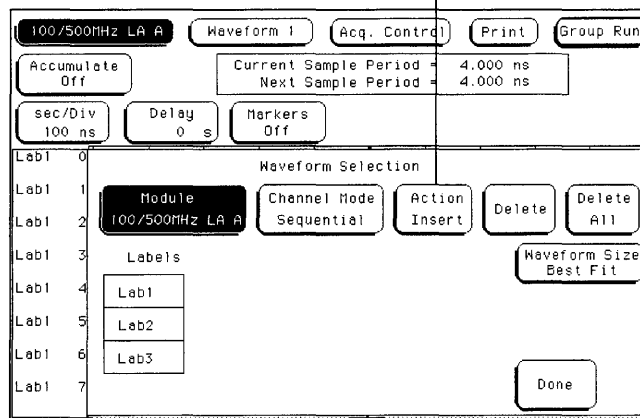 100/500MHz LA A Waveform 1 Acq. Control Print Group Run
Accumulate Off
Current Sample Period = 4.000 ns
Next Sample Period = 4.000 ns
sec/Div 100 ns
Delay 0 s
Markers Off
Lab1 0
Lab1 1
Lab1 2
Lab1 3
Lab1 4
Lab1 5
Lab1 6
Lab1 7
Waveform Selection
Module 100/500MHz LA A
Channel Mode Sequential
Action Insert
Delete
Delete All
Labels
Lab1
Lab2
Lab3
Waveform Size Best Fit
Done